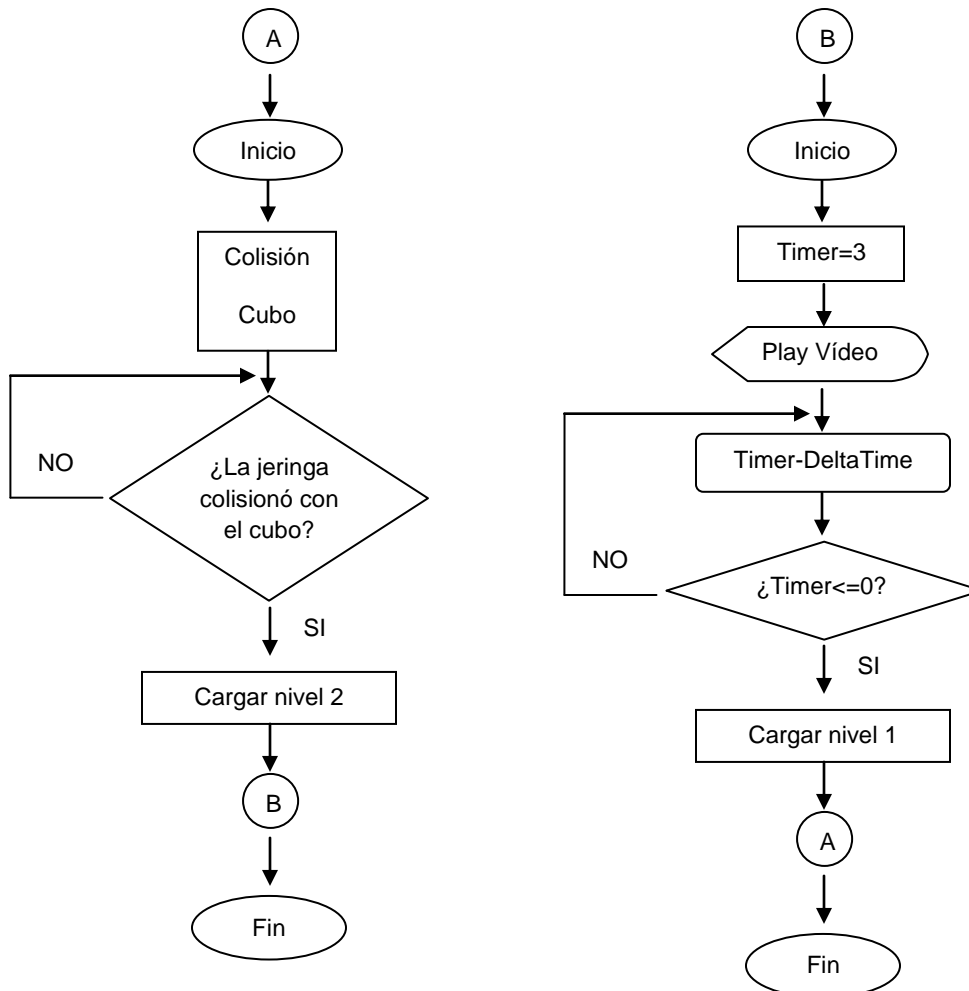 A
Inicio
Colisión
Cubo
NO
¿La jeringa
colisionó con
el cubo?
SI
Cargar nivel 2
B
Fin
B
Inicio
Timer=3
Play Vídeo
Timer-DeltaTime
NO
¿Timer<=0?
SI
Cargar nivel 1
A
Fin